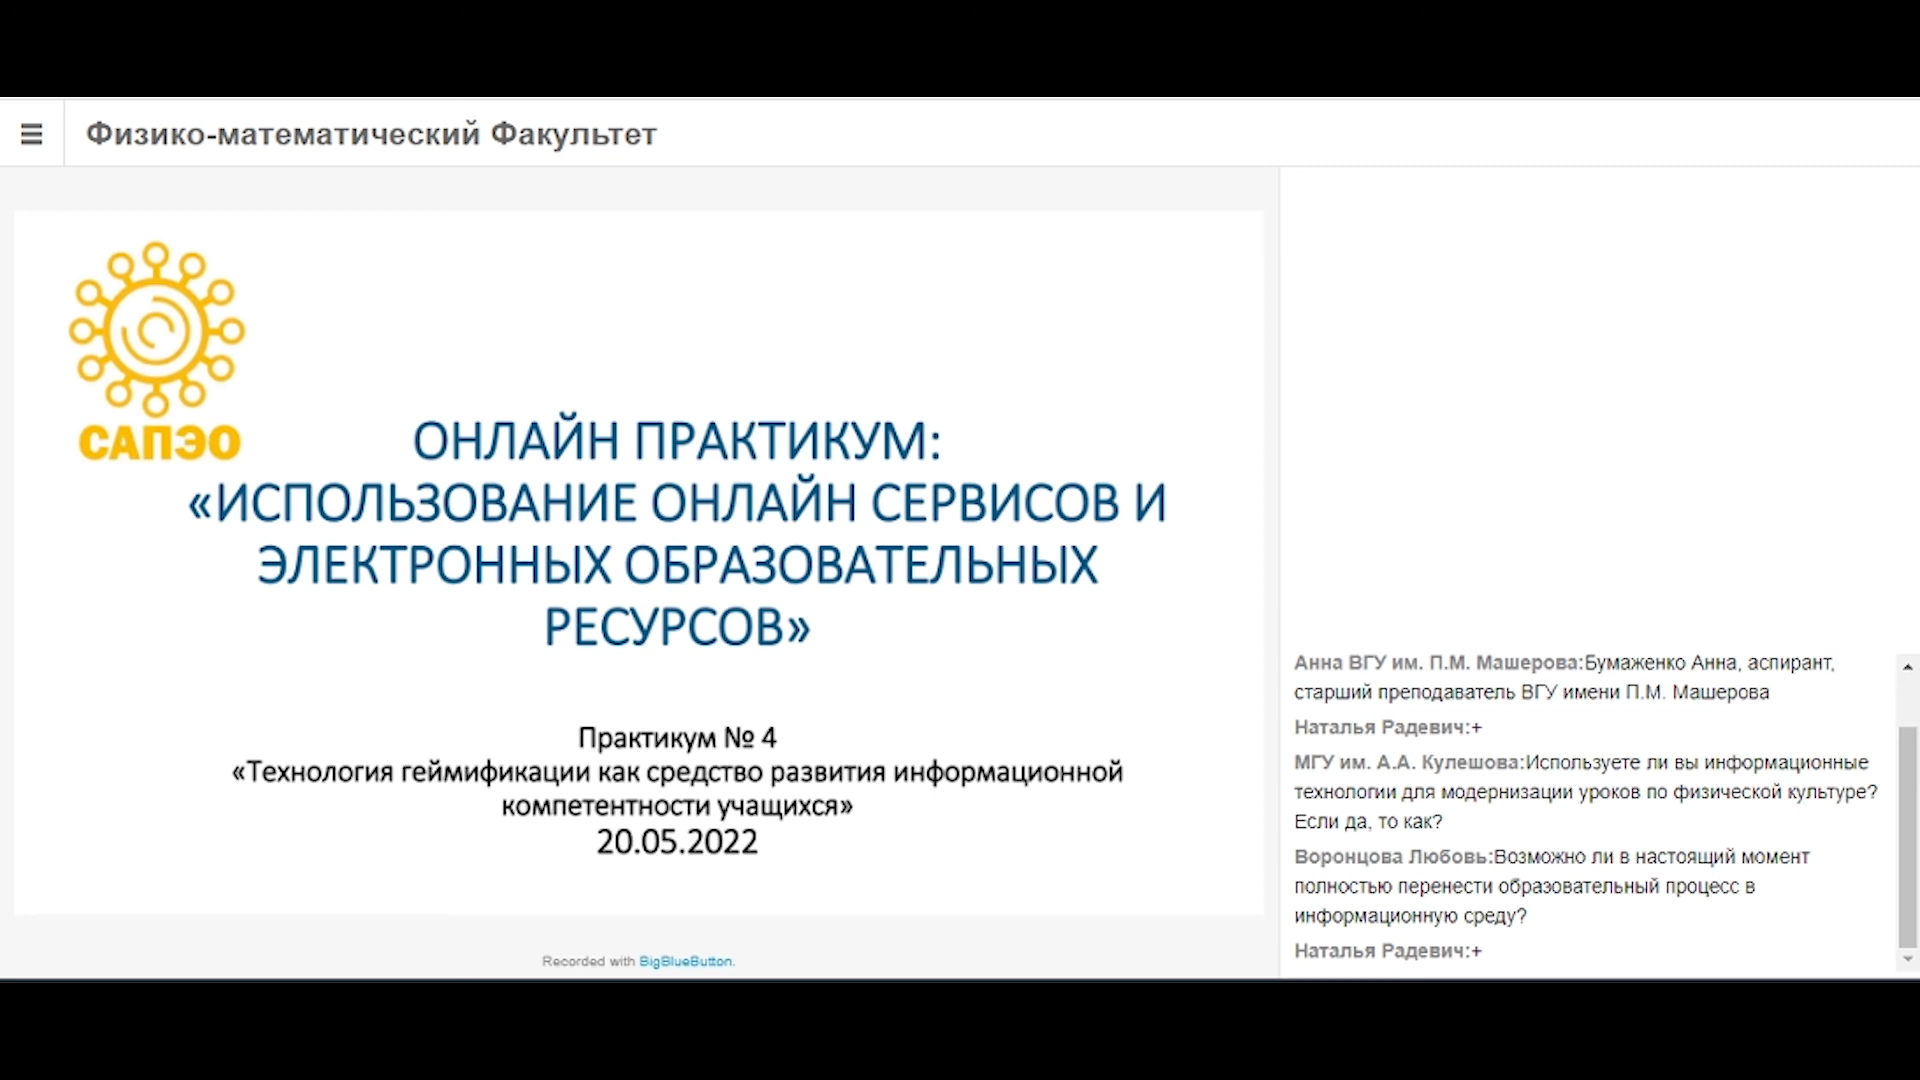 Физико-математический Факультет
САПЭО
ОНЛАЙН ПРАКТИКУМ:
«ИСПОЛЬЗОВАНИЕ ОНЛАЙН СЕРВИСОВ И
ЭЛЕКТРОННЫХ ОБРАЗОВАТЕЛЬНЫХ
РЕСУРСОВ»
Практикум № 4
«Технология геймификации как средство развития информационной
компетентности учащихся»
20.05.2022
Recorded with BigBlueButton.
Анна ВГУ им. П.М. Машерова:Бумаженко Анна, аспирант,
старший преподаватель ВГУ имени П.М. Машерова
Наталья Радевич:+
МГУ им. А.А. Кулешова:Используете ли вы информационные
технологии для модернизации уроков по физической культуре?
Если да, то как?
Воронцова Любовь:Возможно ли в настоящий момент
полностью перенести образовательный процесс в
информационную среду?
Наталья Радевич:+